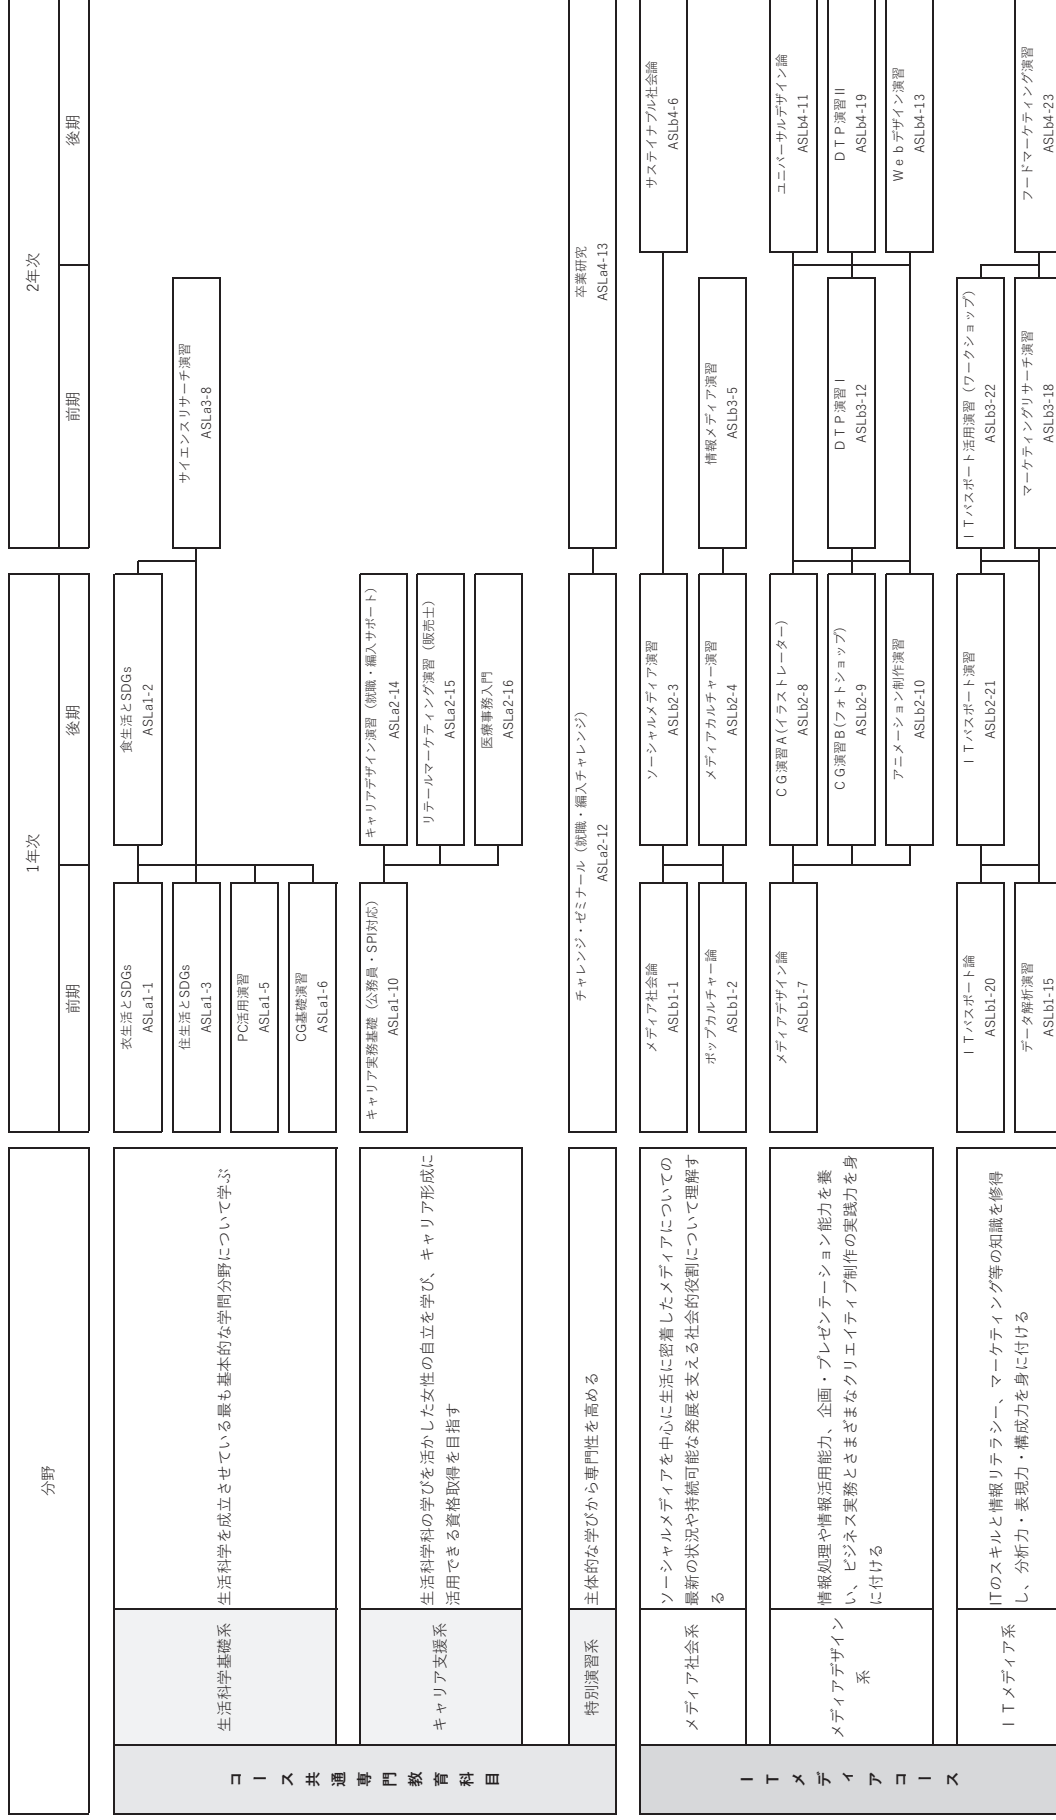 分野
1年次
2年次
前期
後期
前期
後期
コース共通専門教育科目
生活科学基礎系
生活科学を成立させている最も基本的な学問分野について学ぶ
衣生活とSDGs
ASLa1-1
食生活とSDGs
ASLa1-2
住生活とSDGs
ASLa1-3
サイエンスリサーチ演習
ASLa3-8
PC活用演習
ASLa1-5
CG基礎演習
ASLa1-6
キャリア支援系
生活科学科の学びを活かした女性の自立を学び、キャリア形成に
活用できる資格取得を目指す
キャリア実務基礎（公務員・SPI対応）
ASLa1-10
キャリアデザイン演習（就職・編入サポート）
ASLa2-14
リテールマーケティング演習（販売士）
ASLa2-15
医療事務入門
ASLa2-16
特別演習系
主体的な学びから専門性を高める
チャレンジ・ゼミナール（就職・編入チャレンジ）
ASLa2-12
卒業研究
ASLa4-13
ＩＴメディアコース
メディア社会系
ソーシャルメディアを中心に生活に密着したメディアについての
最新の状況や持続可能な発展を支える社会的役割について理解す
る
メディア社会論
ASLb1-1
ソーシャルメディア演習
ASLb2-3
サステイナブル社会論
ASLb4-6
ポップカルチャー論
ASLb1-2
メディアカルチャー演習
ASLb2-4
情報メディア演習
ASLb3-5
メディアデザイン
系
情報処理や情報活用能力、企画・プレゼンテーション能力を養
い、ビジネス実務とさまざまなクリエイティブ制作の実践力を身
に付ける
メディアデザイン論
ASLb1-7
ＣＧ演習Ａ(イラストレーター)
ASLb2-8
ユニバーサルデザイン論
ASLb4-11
ＣＧ演習Ｂ(フォトショップ)
ASLb2-9
ＤＴＰ演習Ⅰ
ASLb3-12
ＤＴＰ演習Ⅱ
ASLb4-19
アニメーション制作演習
ASLb2-10
Ｗｅｂデザイン演習
ASLb4-13
ＩＴメディア系
ITのスキルと情報リテラシー、マーケティング等の知識を修得
し、分析力・表現力・構成力を身に付ける
ＩＴパスポート論
ASLb1-20
ＩＴパスポート演習
ASLb2-21
ＩＴパスポート活用演習（ワークショップ）
ASLb3-22
データ解析演習
ASLb1-15
マーケティングリサーチ演習
ASLb3-18
フードマーケティング演習
ASLb4-23